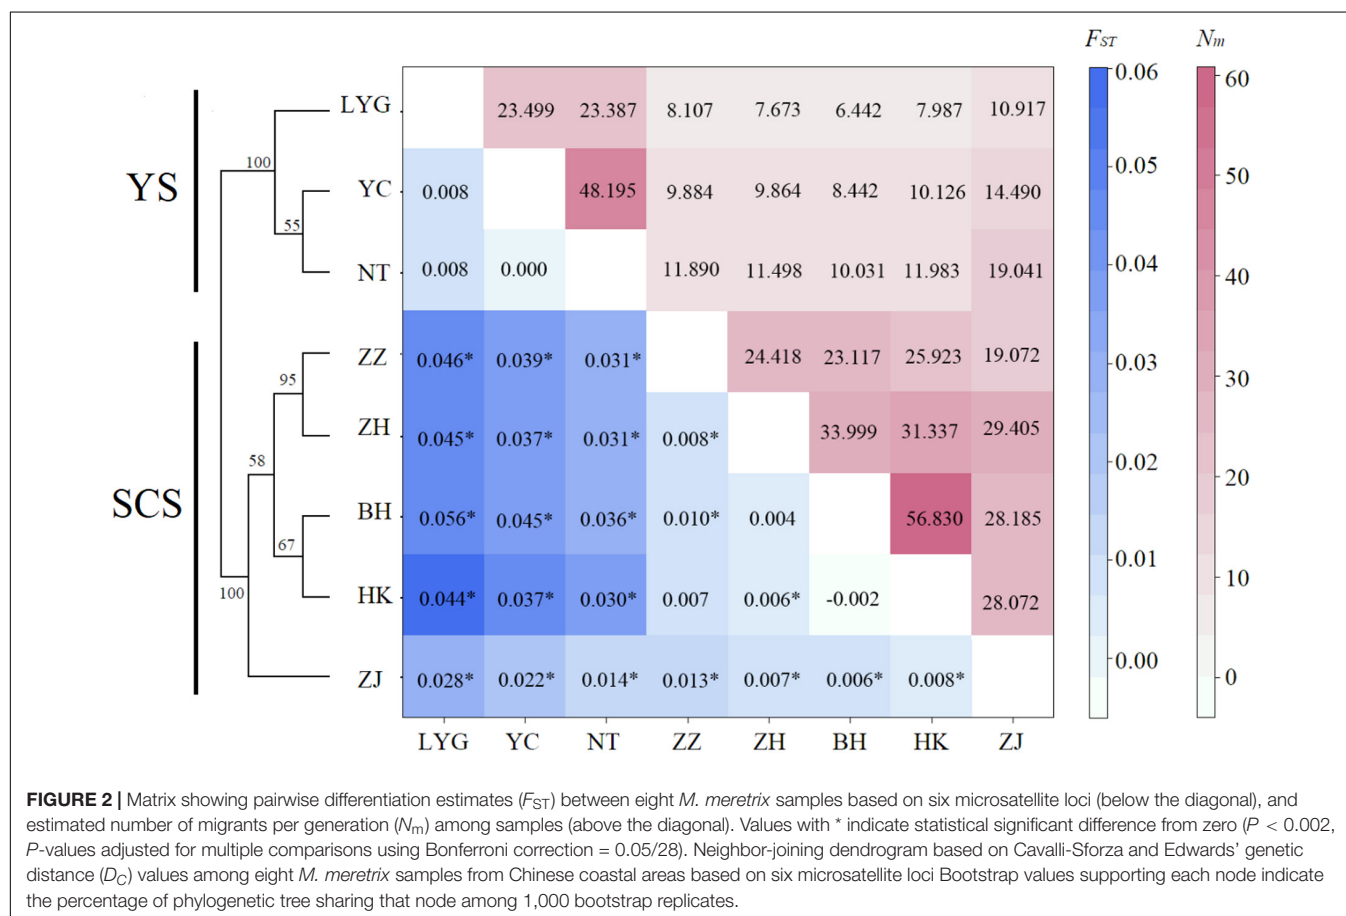 F_ST N_m
0.06 60
LYG 23.499 23.387 8.107 7.673 6.442 7.987 10.917
100
0.05 50
YS
YC 0.008 48.195 9.884 9.864 8.442 10.126 14.490
55
0.04 40
NT 0.008 0.000 11.890 11.498 10.031 11.983 19.041
0.03 30
ZZ 0.046* 0.039* 0.031* 24.418 23.117 25.923 19.072
95
ZH 0.045* 0.037* 0.031* 0.008* 33.999 31.337 29.405
58
0.02 20
SCS
BH 0.056* 0.045* 0.036* 0.010* 0.004 56.830 28.185
67
0.01 10
HK 0.044* 0.037* 0.030* 0.007 0.006* -0.002 28.072
100
0.00 0
ZJ 0.028* 0.022* 0.014* 0.013* 0.007* 0.006* 0.008*
LYG YC NT ZZ ZH BH HK ZJ
FIGURE 2 | Matrix showing pairwise differentiation estimates (F_ST) between eight M. meretrix samples based on six microsatellite loci (below the diagonal), and
estimated number of migrants per generation (N_m) among samples (above the diagonal). Values with * indicate statistical significant difference from zero (P < 0.002,
P-values adjusted for multiple comparisons using Bonferroni correction = 0.05/28). Neighbor-joining dendrogram based on Cavalli-Sforza and Edwards' genetic
distance (D_C) values among eight M. meretrix samples from Chinese coastal areas based on six microsatellite loci Bootstrap values supporting each node indicate
the percentage of phylogenetic tree sharing that node among 1,000 bootstrap replicates.